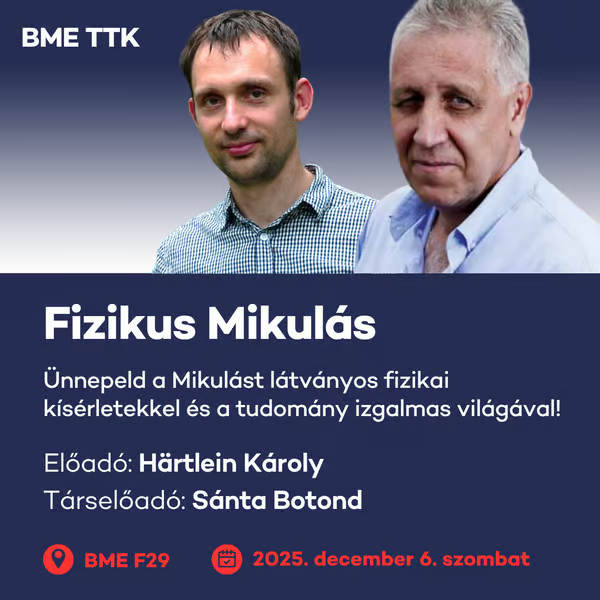 BME TTK
Fizikus Mikulás
Ünnepeld a Mikulást látványos fizikai
kísérletekkel és a tudomány izgalmas világával!
Előadó: Härtlein Károly
Társelőadó: Sánta Botond
BME F29
2025. december 6. szombat